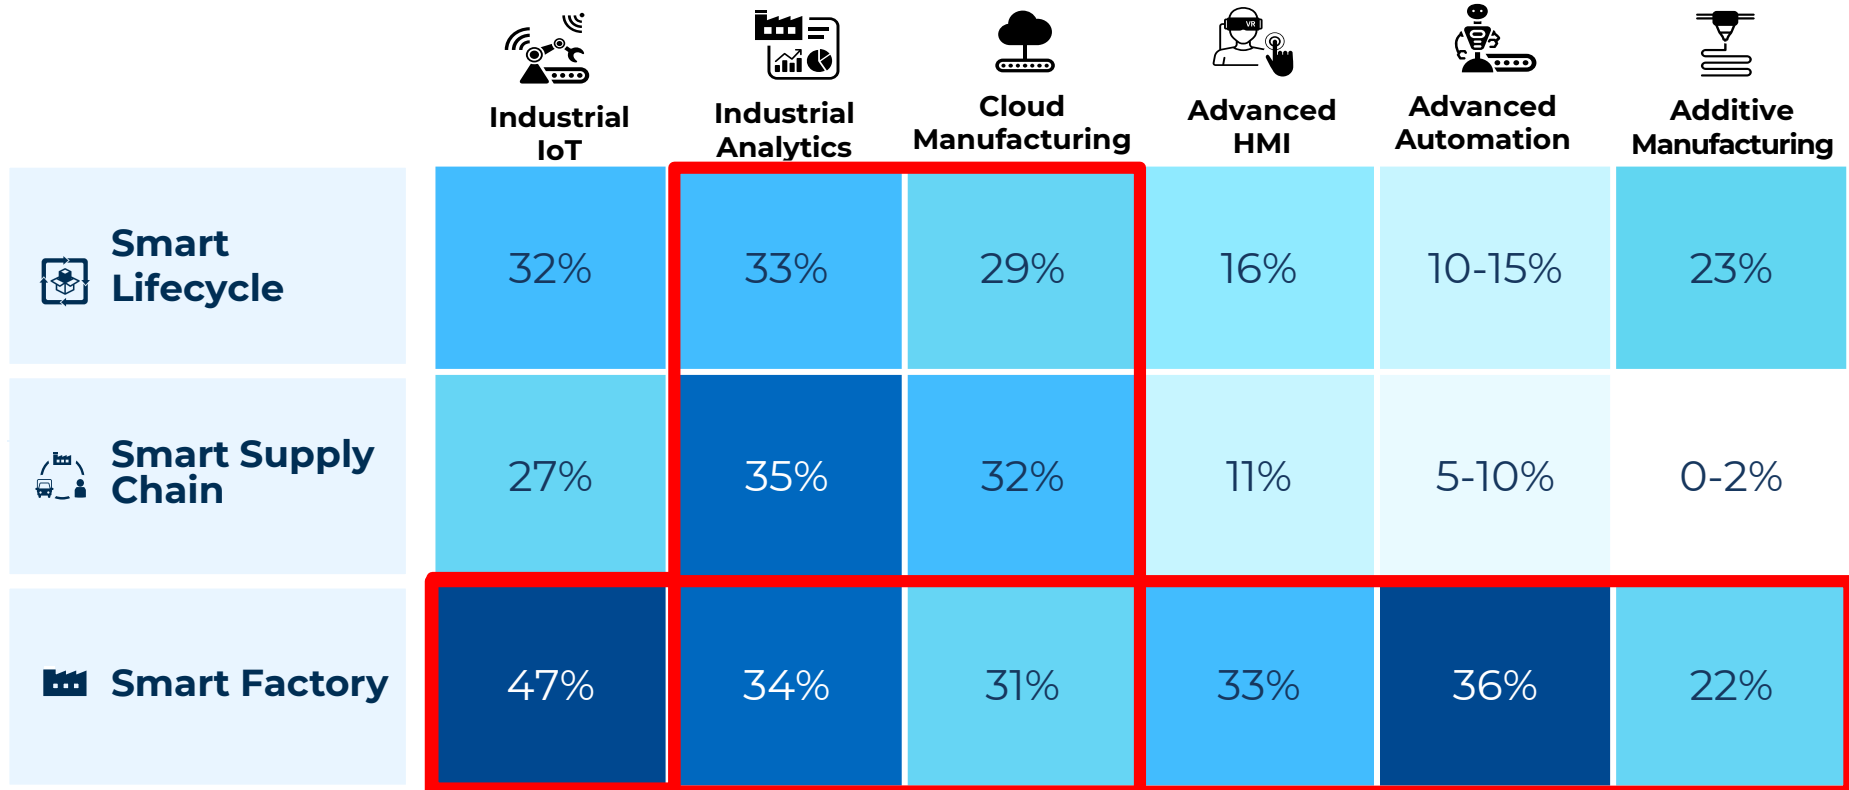 VR
Industrial
IoT
Industrial
Analytics
Cloud
Manufacturing
Advanced
HMI
Advanced
Automation
Additive
Manufacturing
Smart
Lifecycle
32%
33%
29%
16%
10-15%
23%
Smart Supply
Chain
27%
35%
32%
11%
5-10%
0-2%
Smart Factory
47%
34%
31%
33%
36%
22%